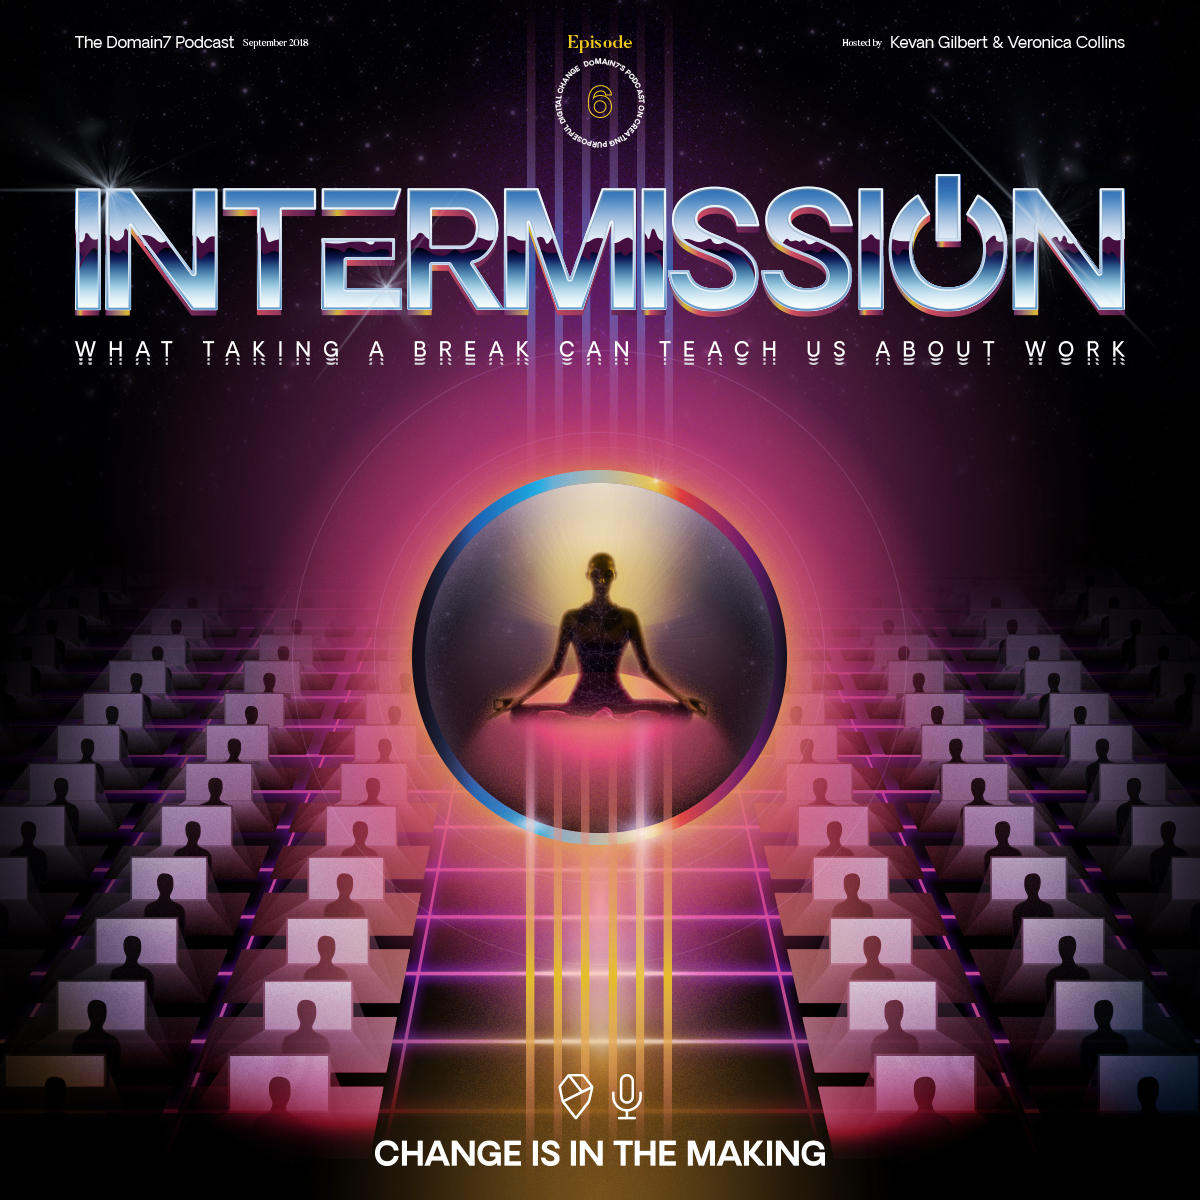 The Domain7 Podcast September 2018
Episode
Hosted by Kevan Gilbert & Veronica Collins
DOMAIN7'S PODCAST ON CREATING PURPOSEFUL DIGITAL CHANGE
6
INTERMISSION
WHAT TAKING A BREAK CAN TEACH US ABOUT WORK
CHANGE IS IN THE MAKING